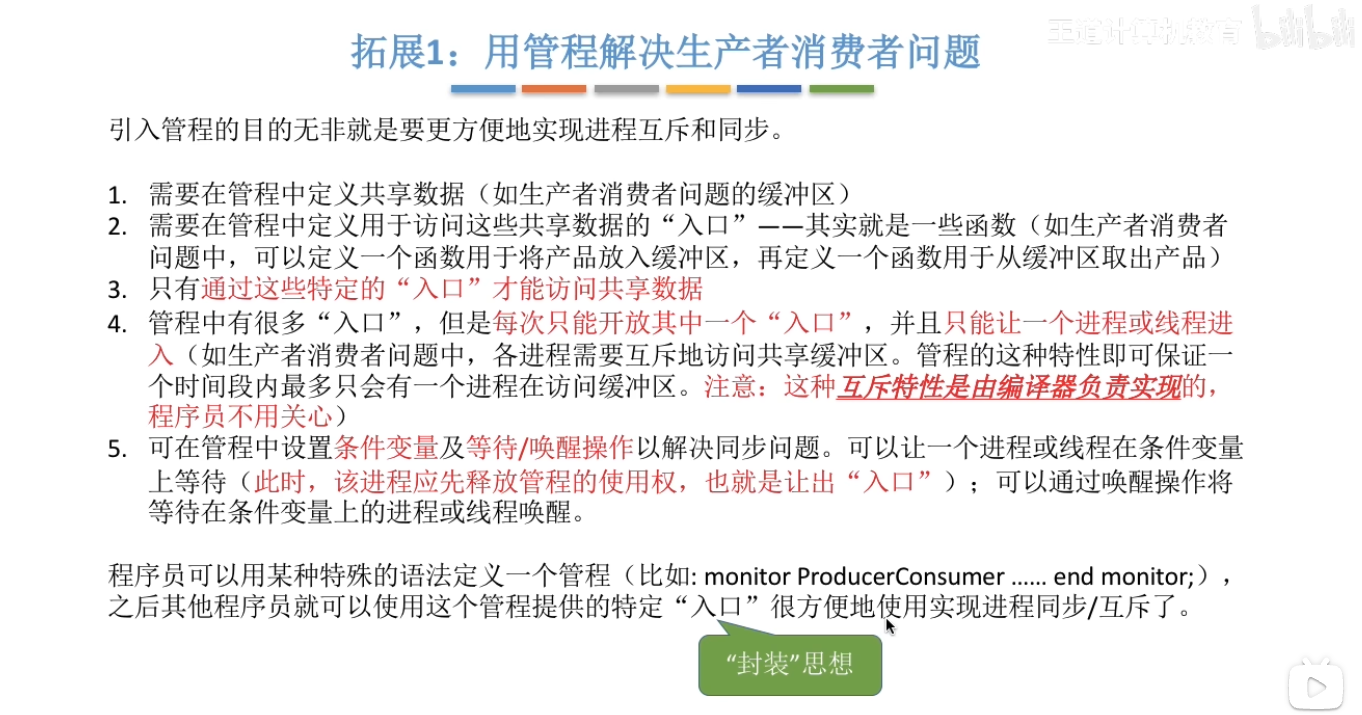 王道计算机教育 bilibili
拓展1：用管程解决生产者消费者问题
引入管程的目的无非就是要更方便地实现进程互斥和同步。
1. 需要在管程中定义共享数据（如生产者消费者问题的缓冲区）
2. 需要在管程中定义用于访问这些共享数据的“入口”——其实就是一些函数（如生产者消费者
问题中，可以定义一个函数用于将产品放入缓冲区，再定义一个函数用于从缓冲区取出产品）
3. 只有通过这些特定的“入口”才能访问共享数据
4. 管程中有很多“入口”，但是每次只能开放其中一个“入口”，并且只能让一个进程或线程进
入（如生产者消费者问题中，各进程需要互斥地访问共享缓冲区。管程的这种特性即可保证一
个时间段内最多只会有一个进程在访问缓冲区。注意：这种互斥特性是由编译器负责实现的，
程序员不用关心）
5. 可在管程中设置条件变量及等待/唤醒操作以解决同步问题。可以让一个进程或线程在条件变量
上等待（此时，该进程应先释放管程的使用权，也就是让出“入口”）；可以通过唤醒操作将
等待在条件变量上的进程或线程唤醒。
程序员可以用某种特殊的语法定义一个管程（比如: monitor ProducerConsumer …… end monitor;），
之后其他程序员就可以使用这个管程提供的特定“入口”很方便地使用实现进程同步/互斥了。
“封装”思想